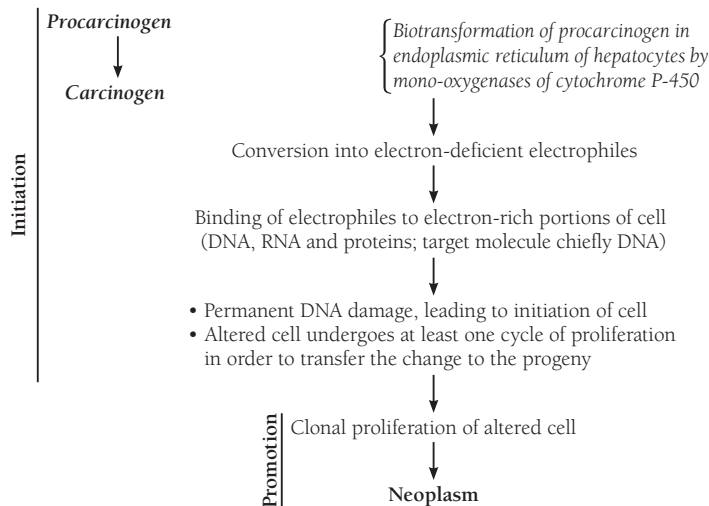 Procarcinogen
Carcinogen
Biotransformation of procarcinogen in
endoplasmic reticulum of hepatocytes by
mono-oxygenases of cytochrome P-450
Initiation
Conversion into electron-deficient electrophiles
Binding of electrophiles to electron-rich portions of cell
(DNA, RNA and proteins; target molecule chiefly DNA)
• Permanent DNA damage, leading to initiation of cell
• Altered cell undergoes at least one cycle of proliferation
in order to transfer the change to the progeny
Promotion
Clonal proliferation of altered cell
Neoplasm